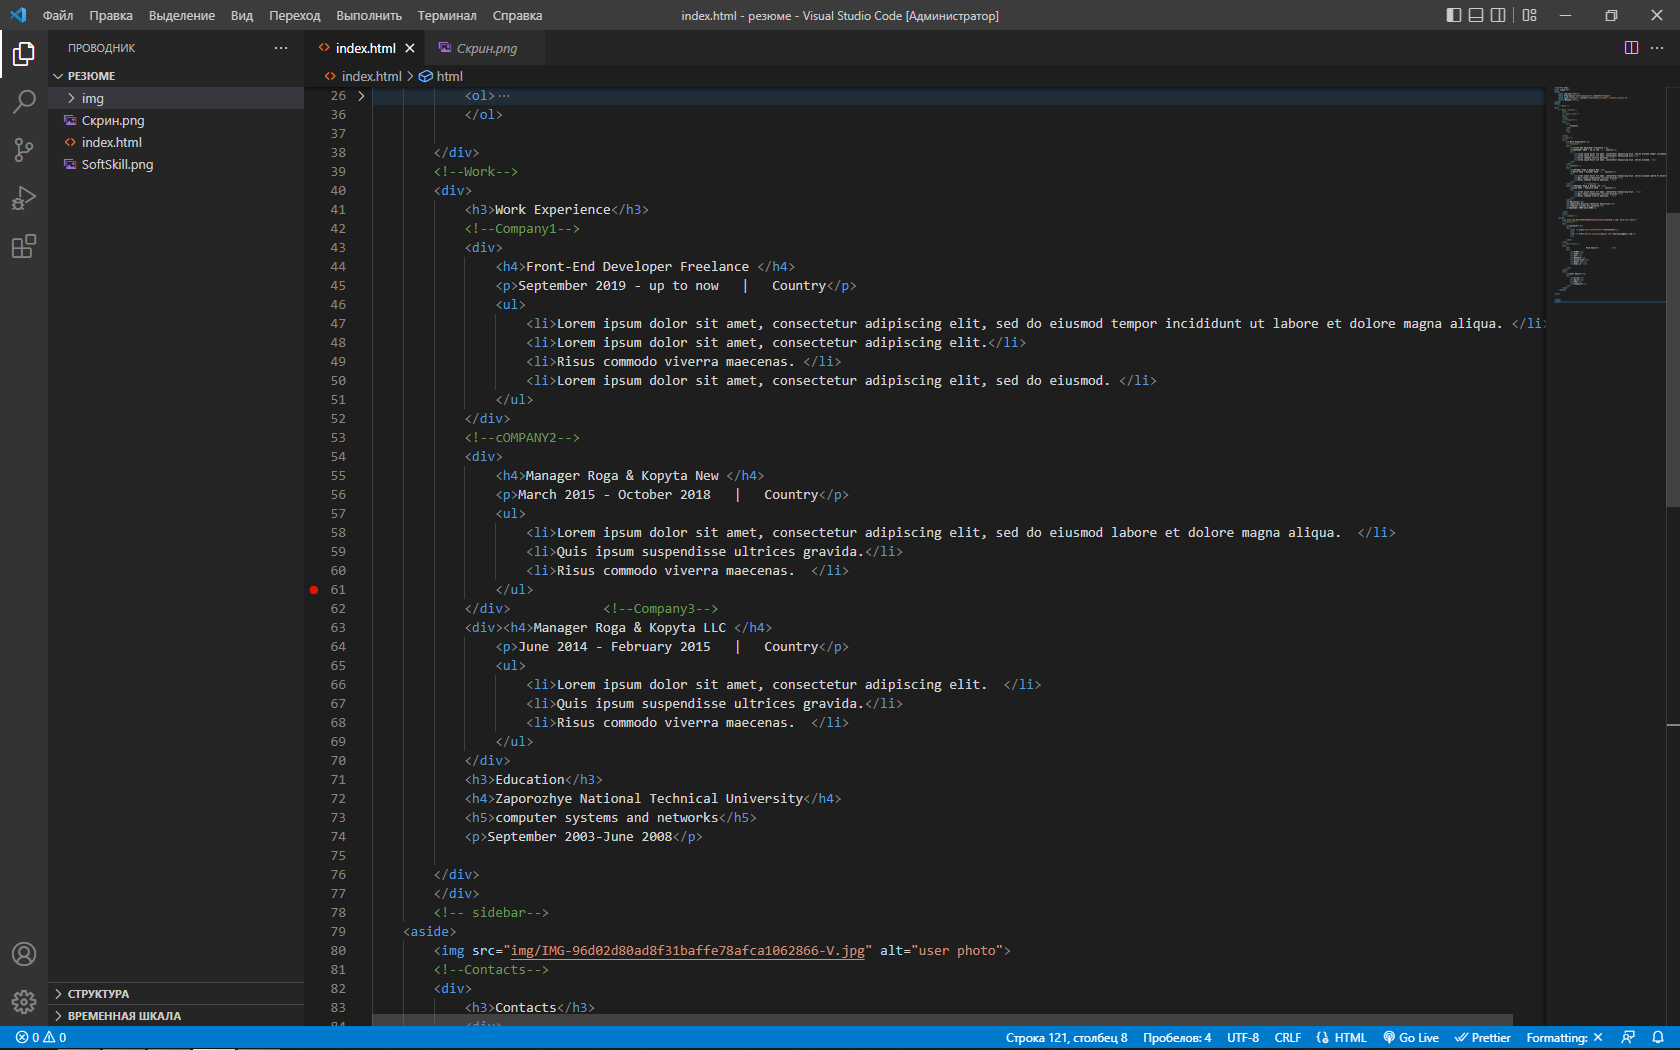 Файл Правка Выделение Вид Переход Выполнить Терминал Справка
index.html - резюме - Visual Studio Code [Администратор]
ПРОВОДНИК ···
РЕЗЮМЕ
img
Скрин.png
index.html
SoftSkill.png
СТРУКТУРА
ВРЕМЕННАЯ ШКАЛА
index.html Скрин.png
index.html > html
26 <ol>···
36 </ol>
37
38 </div>
39 <!--Work-->
40 <div>
41 <h3>Work Experience</h3>
42 <!--Company1-->
43 <div>
44 <h4>Front-End Developer Freelance </h4>
45 <p>September 2019 - up to now | Country</p>
46 <ul>
47 <li>Lorem ipsum dolor sit amet, consectetur adipiscing elit, sed do eiusmod tempor incididunt ut labore et dolore magna aliqua. </li>
48 <li>Lorem ipsum dolor sit amet, consectetur adipiscing elit.</li>
49 <li>Risus commodo viverra maecenas. </li>
50 <li>Lorem ipsum dolor sit amet, consectetur adipiscing elit, sed do eiusmod. </li>
51 </ul>
52 </div>
53 <!--cOMPANY2-->
54 <div>
55 <h4>Manager Roga & Kopyta New </h4>
56 <p>March 2015 - October 2018 | Country</p>
57 <ul>
58 <li>Lorem ipsum dolor sit amet, consectetur adipiscing elit, sed do eiusmod labore et dolore magna aliqua. </li>
59 <li>Quis ipsum suspendisse ultrices gravida.</li>
60 <li>Risus commodo viverra maecenas. </li>
61 </ul>
62 </div> <!--Company3-->
63 <div><h4>Manager Roga & Kopyta LLC </h4>
64 <p>June 2014 - February 2015 | Country</p>
65 <ul>
66 <li>Lorem ipsum dolor sit amet, consectetur adipiscing elit. </li>
67 <li>Quis ipsum suspendisse ultrices gravida.</li>
68 <li>Risus commodo viverra maecenas. </li>
69 </ul>
70 </div>
71 <h3>Education</h3>
72 <h4>Zaporozhye National Technical University</h4>
73 <h5>computer systems and networks</h5>
74 <p>September 2003-June 2008</p>
75
76 </div>
77 </div>
78 <!-- sidebar-->
79 <aside>
80 <img src="img/IMG-96d02d80ad8f31baffe78afca1062866-V.jpg" alt="user photo">
81 <!--Contacts-->
82 <div>
83 <h3>Contacts</h3>
84 <div>
0 0 Строка 121, столбец 8 Пробелов: 4 UTF-8 CRLF HTML Go Live Prettier Formatting: ×